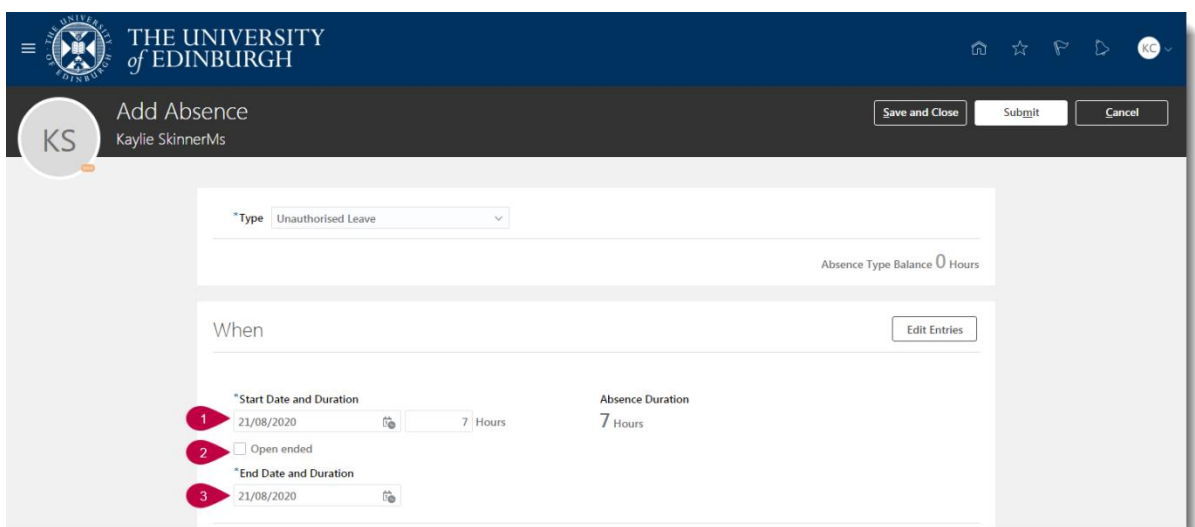 THE UNIVERSITY
of EDINBURGH
KC
Add Absence
Save and Close Submit Cancel
KS
Kaylie SkinnerMs
*Type Unauthorised Leave
Absence Type Balance 0 Hours
When Edit Entries
*Start Date and Duration Absence Duration
1 21/08/2020 7 Hours 7 Hours
2 Open ended
*End Date and Duration
3 21/08/2020